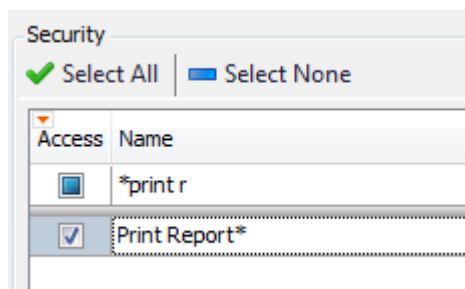 Security
Select All Select None
Access Name
*print r
Print Report*